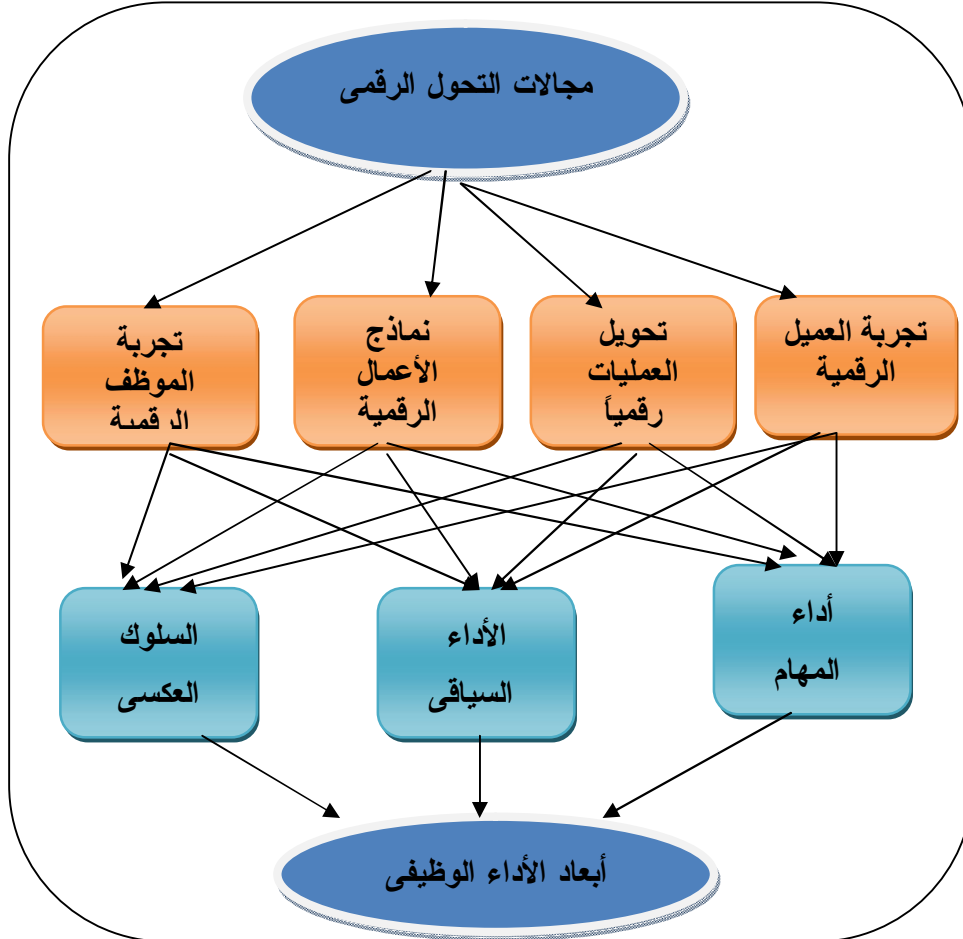 مجالات التحول الرقمى
تجربة العميل
الرقمية
تحويل
العمليات
رقمياً
نماذج
الأعمال
الرقمية
تجربة
الموظف
الرقمية
أداء
المهام
الأداء
السياقى
السلوك
العكسى
أبعاد الأداء الوظيفى